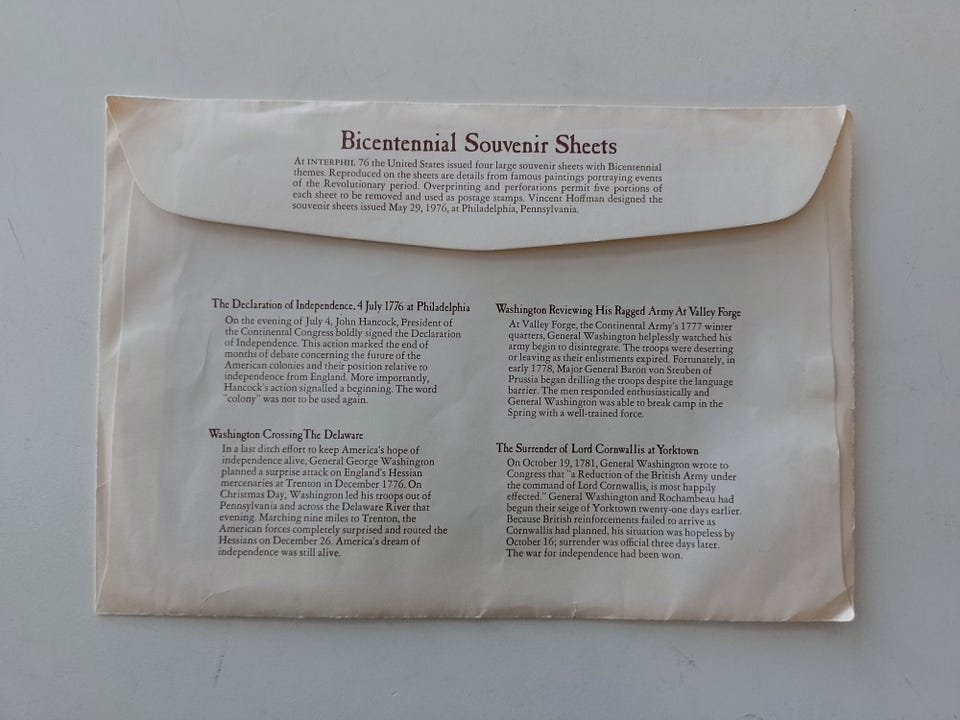 Bicentennial Souvenir Sheets
At INTERPHIL 76 the United States issued four large souvenir sheets with Bicentennial
themes. Reproduced on the sheets are details from famous paintings portraying events
of the Revolutionary period. Overprinting and perforations permit five portions of
each sheet to be removed and used as postage stamps. Vincent Hoffman designed the
souvenir sheets issued May 29, 1976, at Philadelphia, Pennsylvania.
The Declaration of Independence, 4 July 1776 at Philadelphia
On the evening of July 4, John Hancock, President of
the Continental Congress boldly signed the Declaration
of Independence. This action marked the end of
months of debate concerning the future of the
American colonies and their position relative to
independence from England. More importantly,
Hancock's action signalled a beginning. The word
"colony" was not to be used again.
Washington Crossing The Delaware
In a last ditch effort to keep America's hope of
independence alive, General George Washington
planned a surprise attack on England's Hessian
mercenaries at Trenton in December 1776. On
Christmas Day, Washington led his troops out of
Pennsylvania and across the Delaware River that
evening. Marching nine miles to Trenton, the
American forces completely surprised and routed the
Hessians on December 26. America's dream of
independence was still alive.
Washington Reviewing His Ragged Army At Valley Forge
At Valley Forge, the Continental Army's 1777 winter
quarters, General Washington helplessly watched his
army begin to disintegrate. The troops were deserting
or leaving as their enlistments expired. Fortunately, in
early 1778, Major General Baron von Steuben of
Prussia began drilling the troops despite the language
barrier. The men responded enthusiastically and
General Washington was able to break camp in the
Spring with a well-trained force.
The Surrender of Lord Cornwallis at Yorktown
On October 19, 1781, General Washington wrote to
Congress that "a Reduction of the British Army under
the command of Lord Cornwallis, is most happily
effected." General Washington and Rochambeau had
begun their seige of Yorktown twenty-one days earlier.
Because British reinforcements failed to arrive as
Cornwallis had planned, his situation was hopeless by
October 16; surrender was official three days later.
The war for independence had been won.